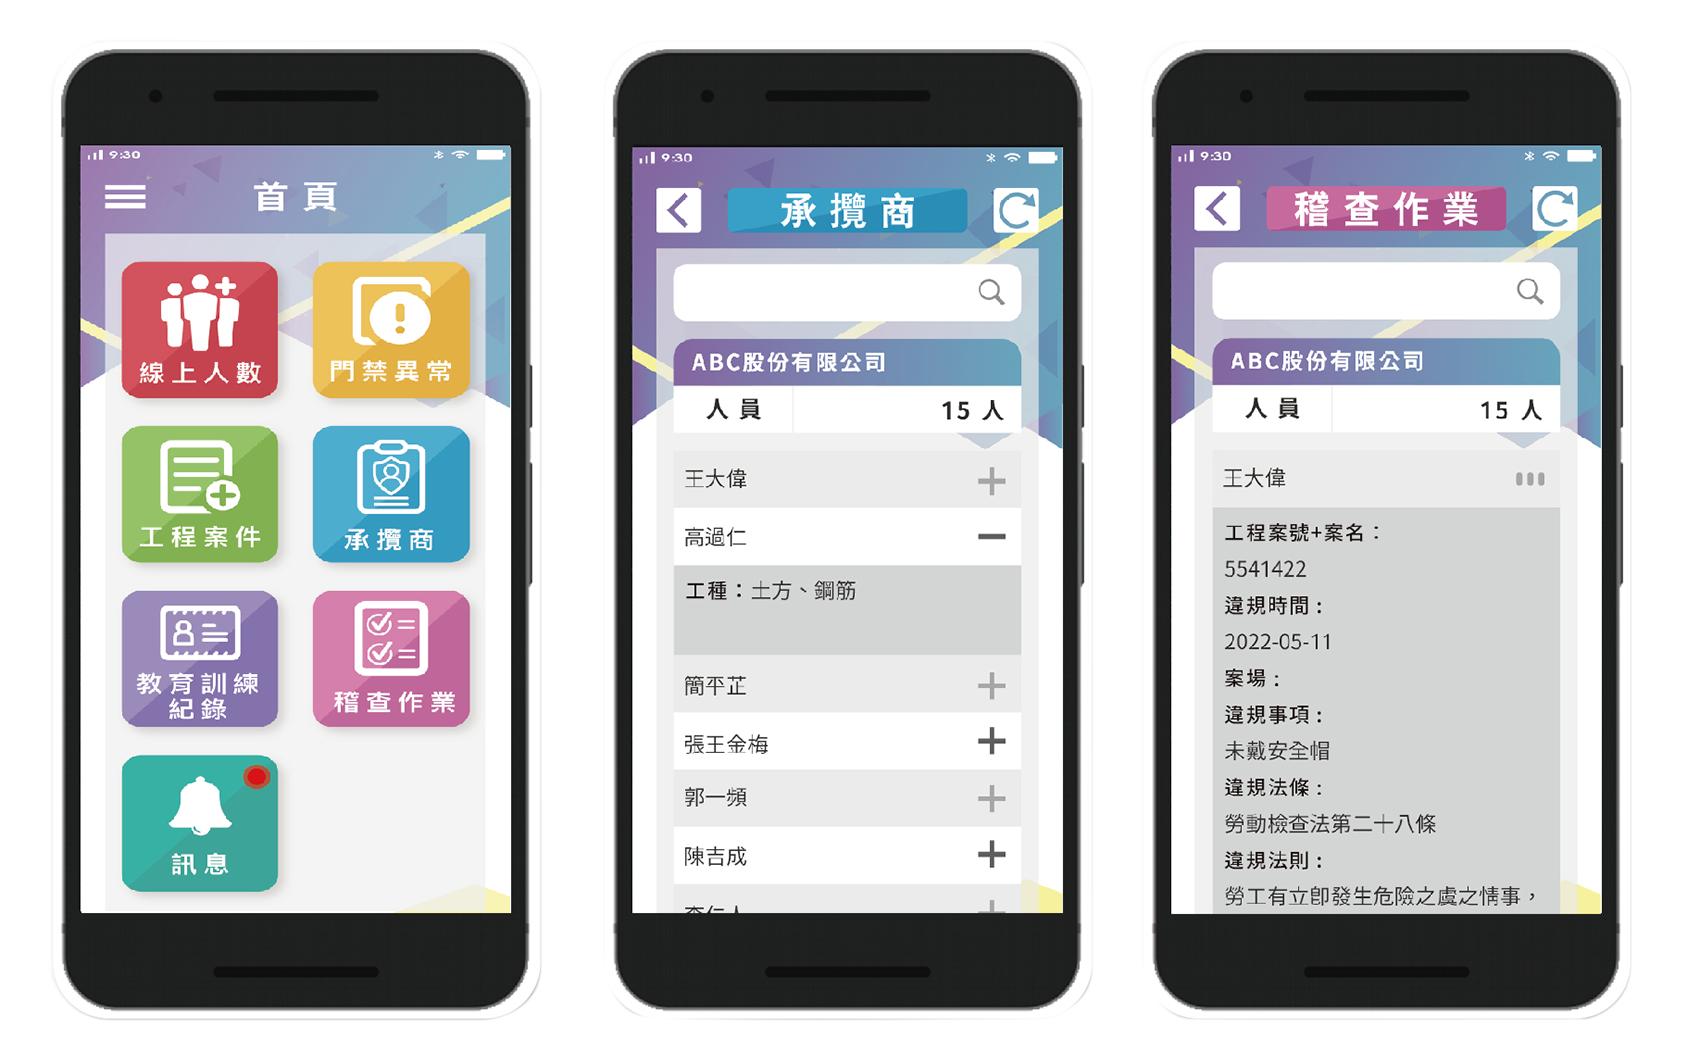 9:30
首頁
線上人數
門禁異常
工程案件
承攬商
教育訓練
紀錄
稽查作業
訊息
9:30
承攬商
ABC股份有限公司
人員 15 人
王大偉
高過仁
工種：土方、鋼筋
簡平芷
張王金梅
郭一頻
陳吉成
9:30
稽查作業
ABC股份有限公司
人員 15 人
王大偉
工程案號+案名：
5541422
違規時間：
2022-05-11
案場：
違規事項：
未戴安全帽
違規法條：
勞動檢查法第二十八條
違規法則：
勞工有立即發生危險之虞之情事，